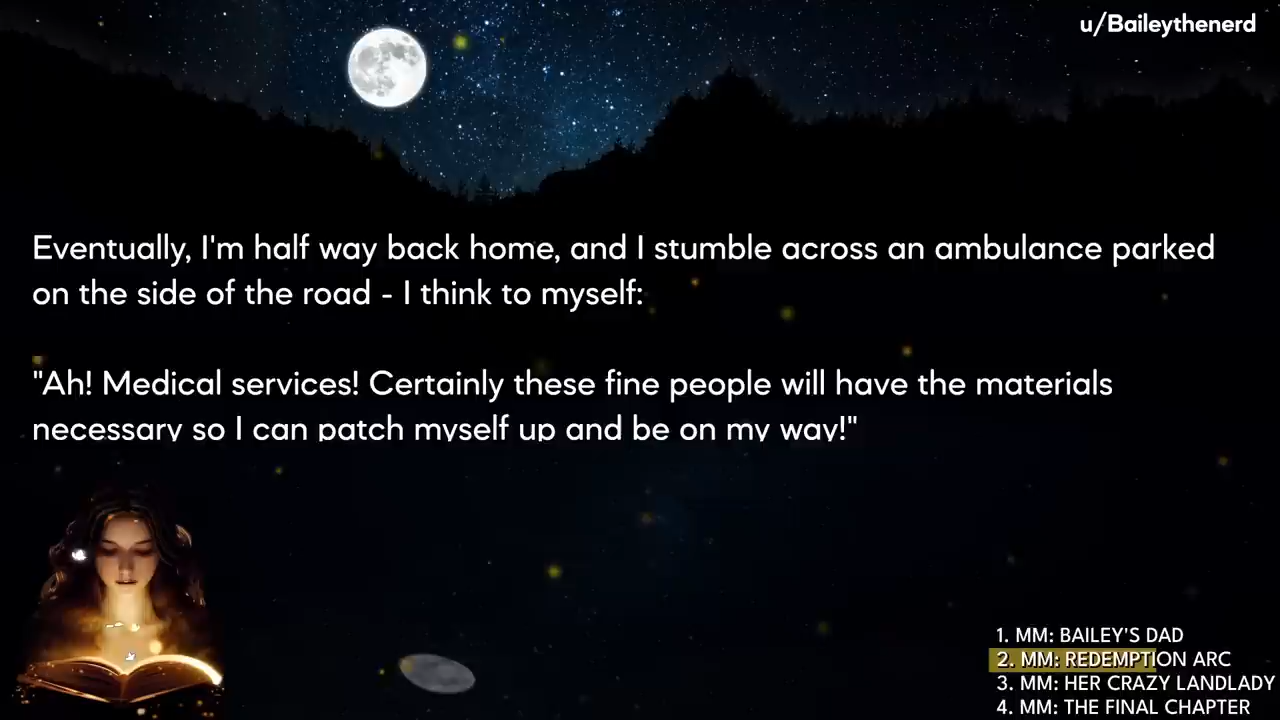 u/Baileythenerd
Eventually, I'm half way back home, and I stumble across an ambulance parked
on the side of the road - I think to myself:
"Ah! Medical services! Certainly these fine people will have the materials
necessary so I can patch myself up and be on my way!"
1. MM: BAILEY'S DAD
2. MM: REDEMPTION ARC
3. MM: HER CRAZY LANDLADY
4. MM: THE FINAL CHAPTER